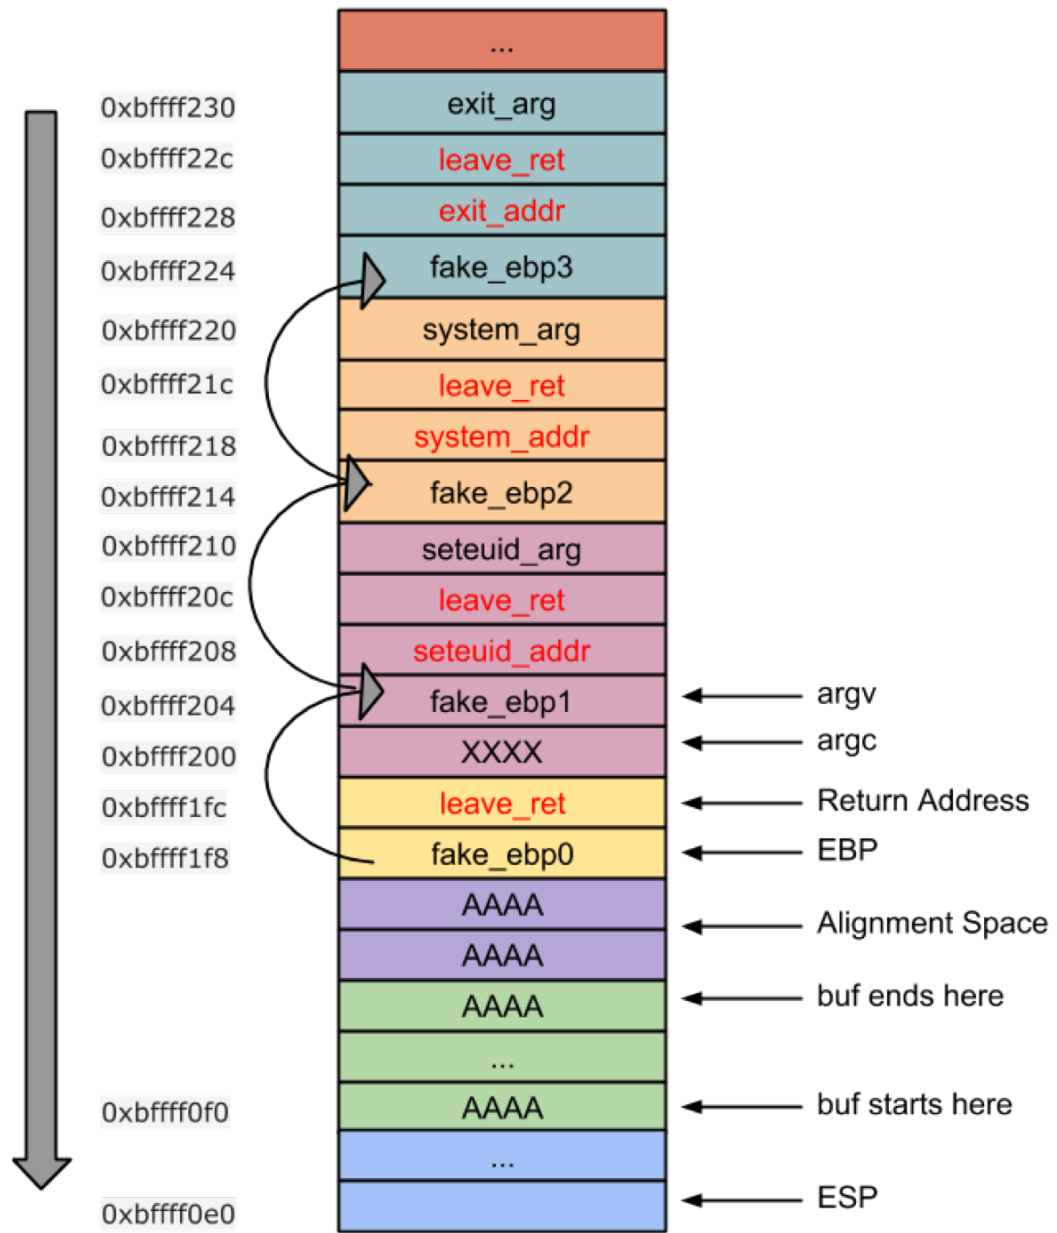 ...
0xbffff230 exit_arg
0xbffff22c leave_ret
0xbffff228 exit_addr
0xbffff224 fake_ebp3
0xbffff220 system_arg
0xbffff21c leave_ret
0xbffff218 system_addr
0xbffff214 fake_ebp2
0xbffff210 seteuid_arg
0xbffff20c leave_ret
0xbffff208 seteuid_addr
0xbffff204 fake_ebp1 argv
0xbffff200 XXXX argc
0xbffff1fc leave_ret Return Address
0xbffff1f8 fake_ebp0 EBP
AAAA
Alignment Space
AAAA
AAAA buf ends here
...
0xbffff0f0 AAAA buf starts here
...
0xbffff0e0 ESP